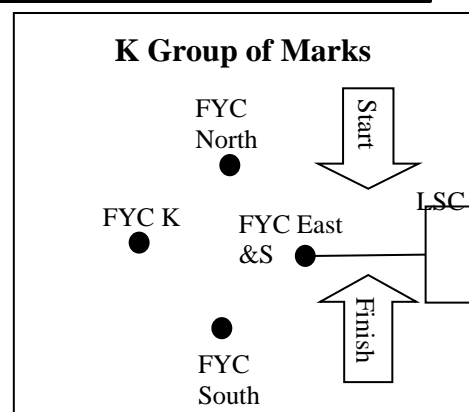 K Group of Marks
FYC
North
Start
LSC
FYC K
FYC East
&S
Finish
FYC
South